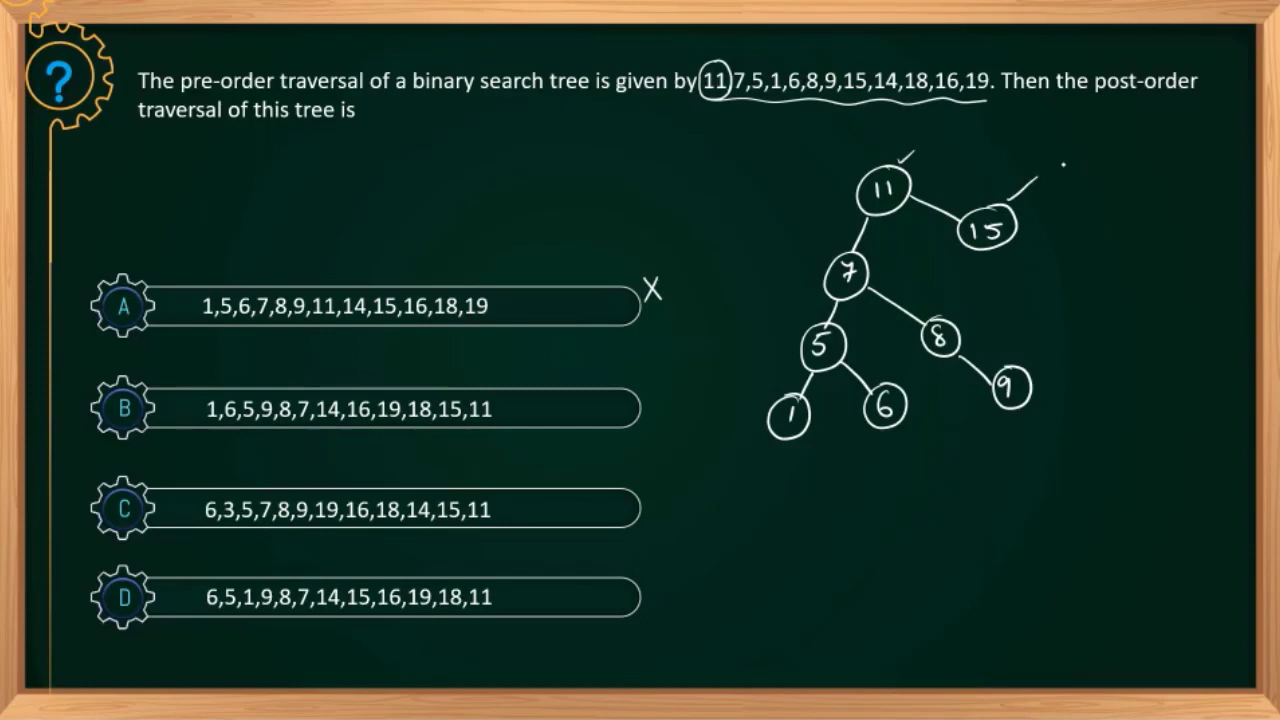 ?
The pre-order traversal of a binary search tree is given by 11,7,5,1,6,8,9,15,14,18,16,19. Then the post-order
traversal of this tree is
11
15
7
5
8
1
6
9
A 1,5,6,7,8,9,11,14,15,16,18,19 X
B 1,6,5,9,8,7,14,16,19,18,15,11
C 6,3,5,7,8,9,19,16,18,14,15,11
D 6,5,1,9,8,7,14,15,16,19,18,11